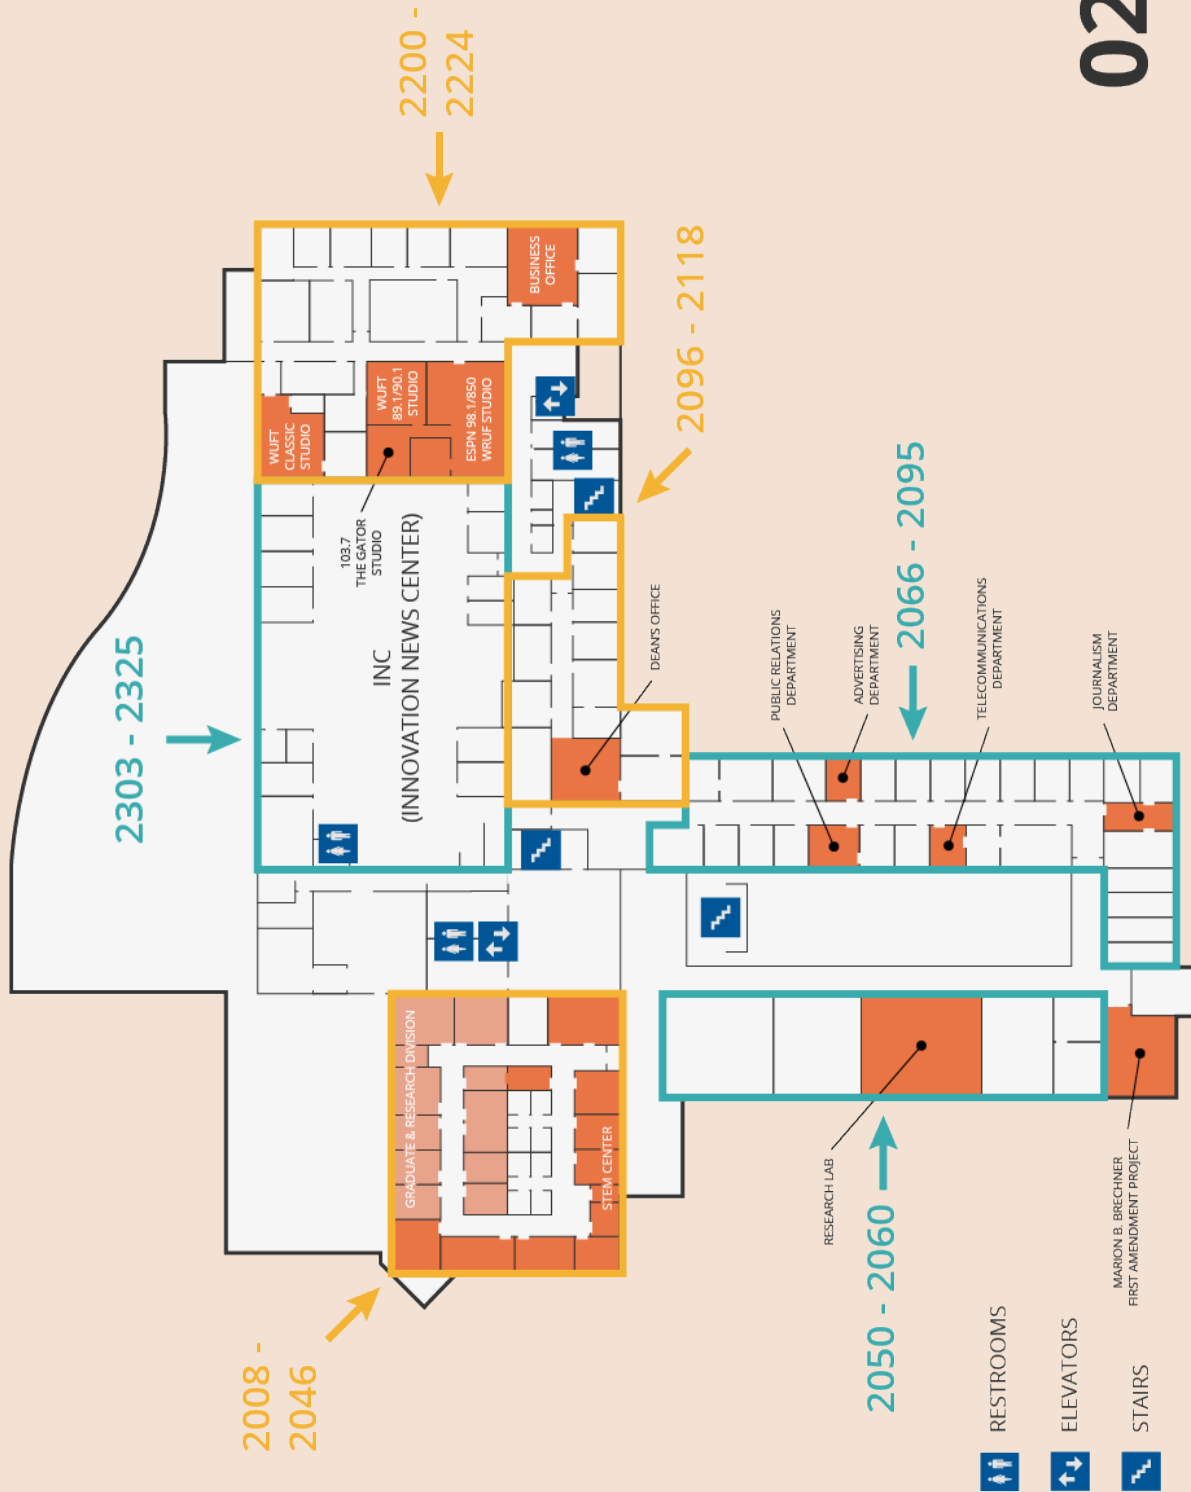 02
2008 -
2046
GRADUATE & RESEARCH DIVISION
STEM CENTER
2303 - 2325
INC
(INNOVATION NEWS CENTER)
103.7
THE GATOR
STUDIO
WUFT
CLASSIC
STUDIO
WUFT
89.1/90.1
STUDIO
ESPN 98.1/850
WRUF STUDIO
BUSINESS
OFFICE
2200 -
2224
2096 - 2118
DEAN'S OFFICE
PUBLIC RELATIONS
DEPARTMENT
ADVERTISING
DEPARTMENT
2066 - 2095
TELECOMMUNICATIONS
DEPARTMENT
JOURNALISM
DEPARTMENT
RESEARCH LAB
2050 - 2060
MARION B. BRECHNER
FIRST AMENDMENT PROJECT
RESTROOMS
ELEVATORS
STAIRS